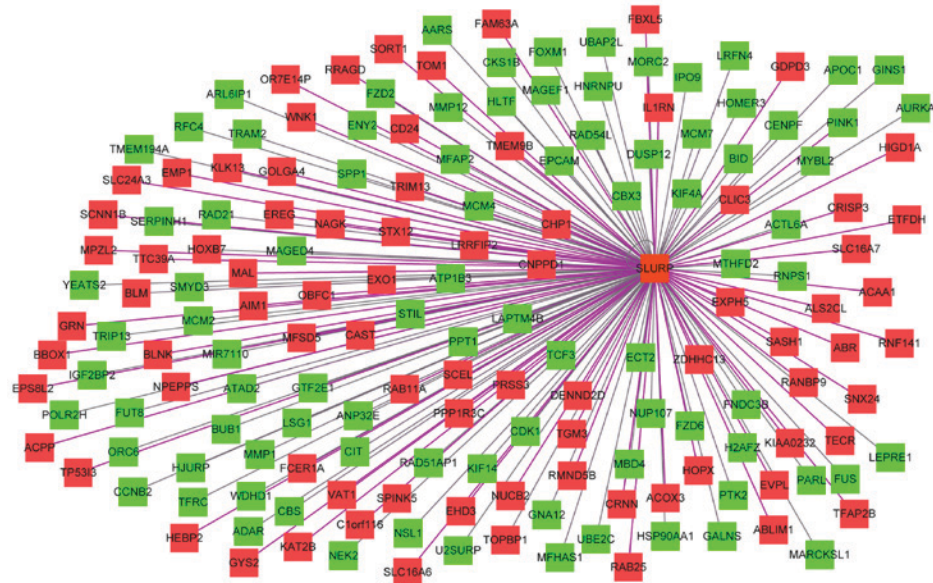 FBXL5
FAM63A
AARS
FOXM1
UBAP2L
SORT1
TOM1
CKS1B
MORC2
LRFN4
GDPD3
RRAGD
IPO9
APOC1
GINS1
OR7E14P
MAGEF1
HNRNPU
FZD2
HLTF
ARL6IP1
MMP12
IL1RN
HOMER3
AURKA
WNK1
CENPF
PINK1
RFC4
ENY2
CD24
RAD54L
MCM7
TRAM2
TMEM9B
DUSP12
TMEM194A
MFAP2
EPCAM
BID
MYBL2
HIGD1A
EMP1
KLK13
GOLGA4
SPP1
SLC24A3
TRIM13
CBX3
KIF4A
CLIC3
MCM4
CRISP3
SCNN1B
SERPINH1
RAD21
EREG
NAGK
CHP1
ACTL6A
ETFDH
STX12
MPZL2
HOXB7
LRRFIP2
SLC16A7
TTC39A
MAGED4
CNPPD1
SLURP
MTHFD2
MAL
RNPS1
YEATS2
BLM
SMYD3
EXO1
ATP1B3
ACAA1
AIM1
OBFC1
EXPH5
ALS2CL
GRN
MCM2
STIL
LAPTM4B
TRIP13
MFSD5
CAST
SASH1
ABR
RNF141
BBOX1
BLNK
MIR7110
PPT1
TCF3
ECT2
ZDHHC13
IGF2BP2
EPS8L2
NPEPPS
ATAD2
GTF2E1
RAB11A
SCEL
PRSS3
RANBP9
SNX24
POLR2H
FUT8
DENND2D
FNDC3B
ACPP
BUB1
LSG1
ANP32E
PPP1R3C
CDK1
NUP107
ORC6
TGM3
FZD6
KIAA0232
TECR
TP53I3
HJURP
MMP1
CIT
H2AFZ
LEPRE1
CCNB2
FCER1A
RAD51AP1
KIF14
RMND5B
MBD4
HOPX
TFRC
WDHD1
VAT1
SPINK5
NUCB2
CRNN
ACOX3
EVPL
PARL
FUS
HEBP2
CBS
C1orf116
EHD3
GNA12
PTK2
TFAP2B
ADAR
NSL1
TOPBP1
HSP90AA1
ABLIM1
GYS2
KAT2B
U2SURP
UBE2C
GALNS
NEK2
SLC16A6
MFHAS1
RAB25
MARCKSL1